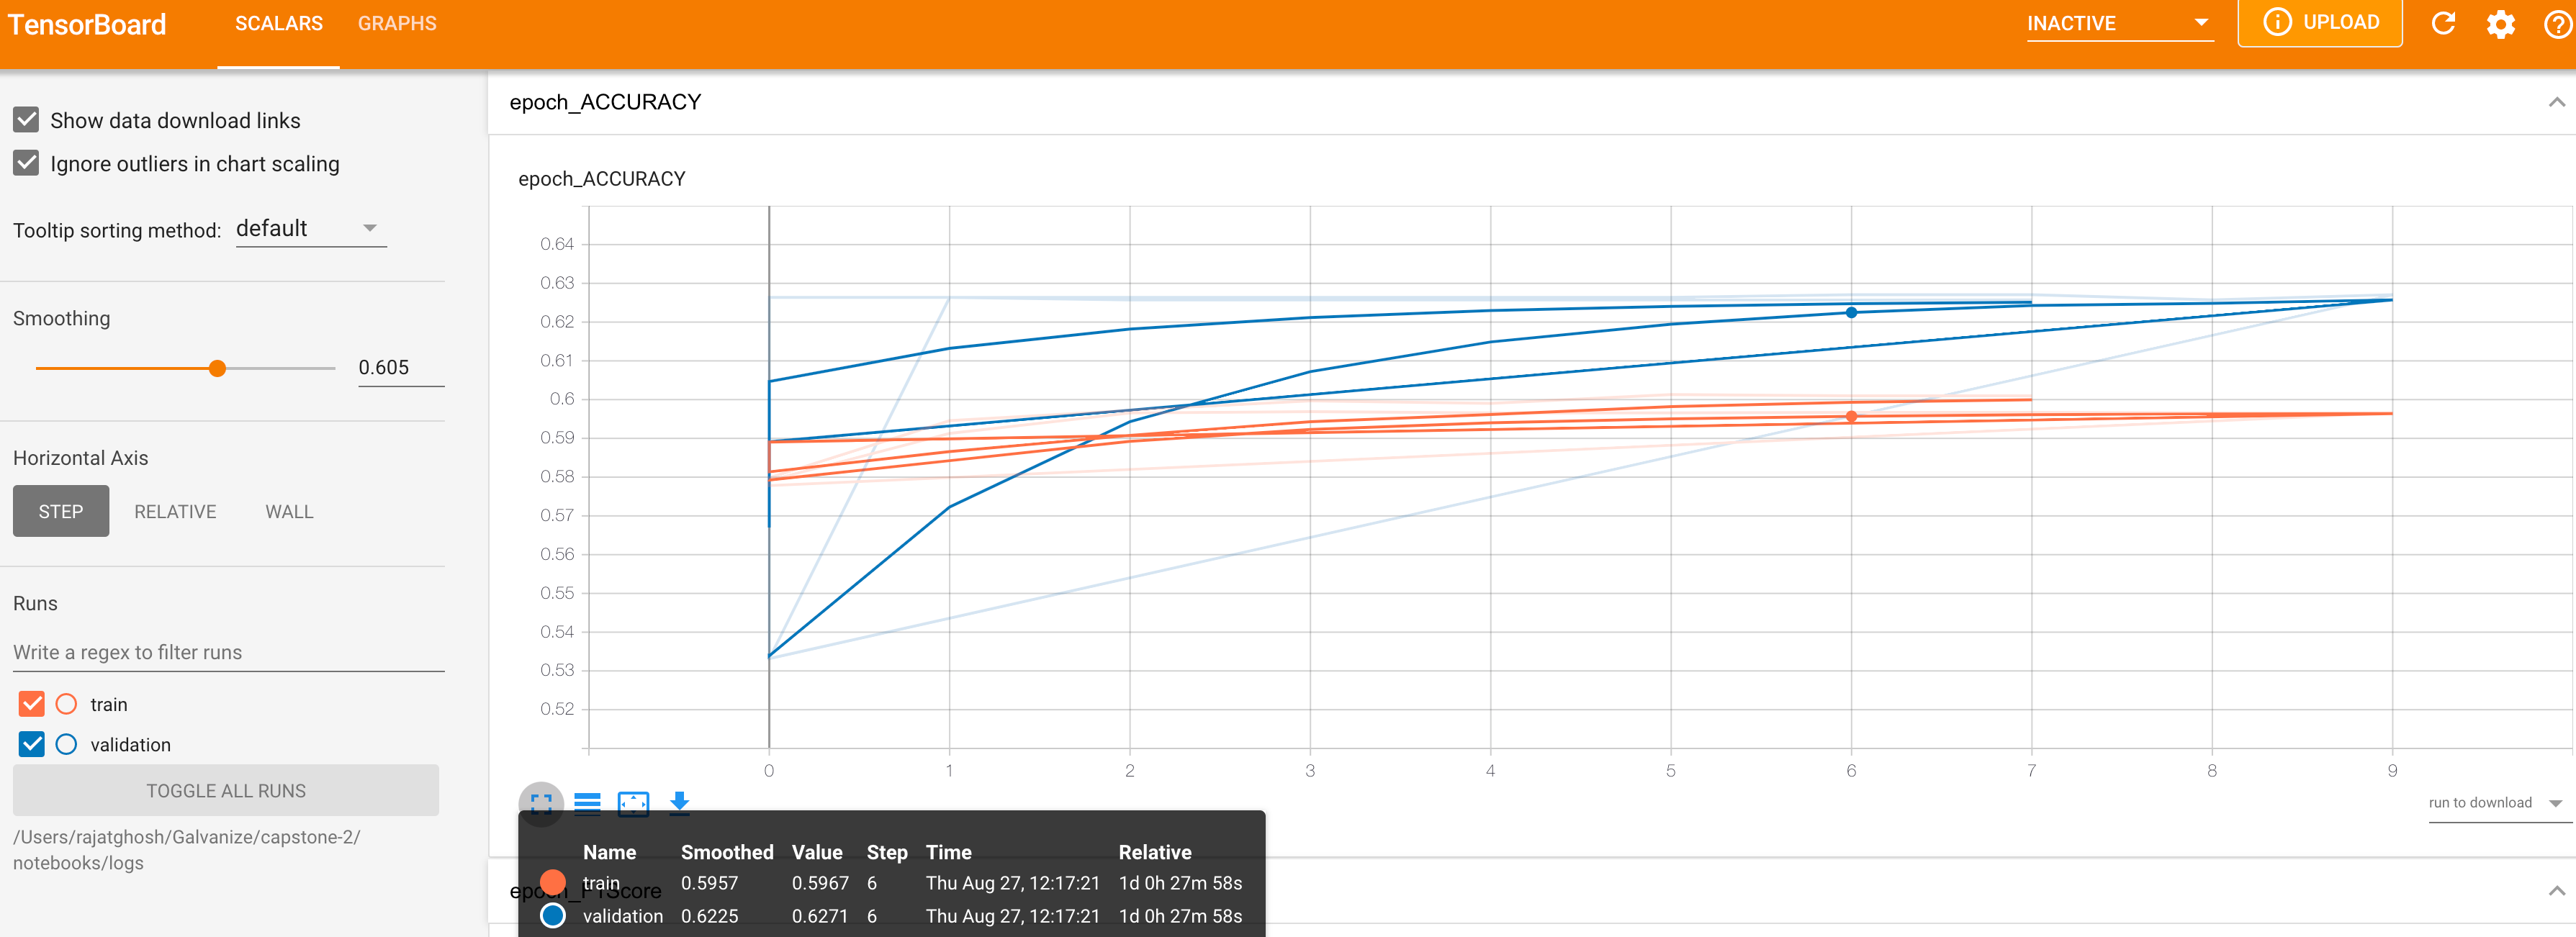 TensorBoard SCALARS GRAPHS INACTIVE UPLOAD
Show data download links
Ignore outliers in chart scaling
Tooltip sorting method: default
Smoothing
0.605
Horizontal Axis
STEP RELATIVE WALL
Runs
Write a regex to filter runs
train
validation
TOGGLE ALL RUNS
/Users/rajatghosh/Galvanize/capstone-2/
notebooks/logs
epoch_ACCURACY
epoch_ACCURACY
0.64
0.63
0.62
0.61
0.6
0.59
0.58
0.57
0.56
0.55
0.54
0.53
0.52
0 1 2 3 4 5 6 7 8 9
run to download
Name Smoothed Value Step Time Relative
train 0.5957 0.5967 6 Thu Aug 27, 12:17:21 1d 0h 27m 58s
validation 0.6225 0.6271 6 Thu Aug 27, 12:17:21 1d 0h 27m 58s
epoch_F1Score